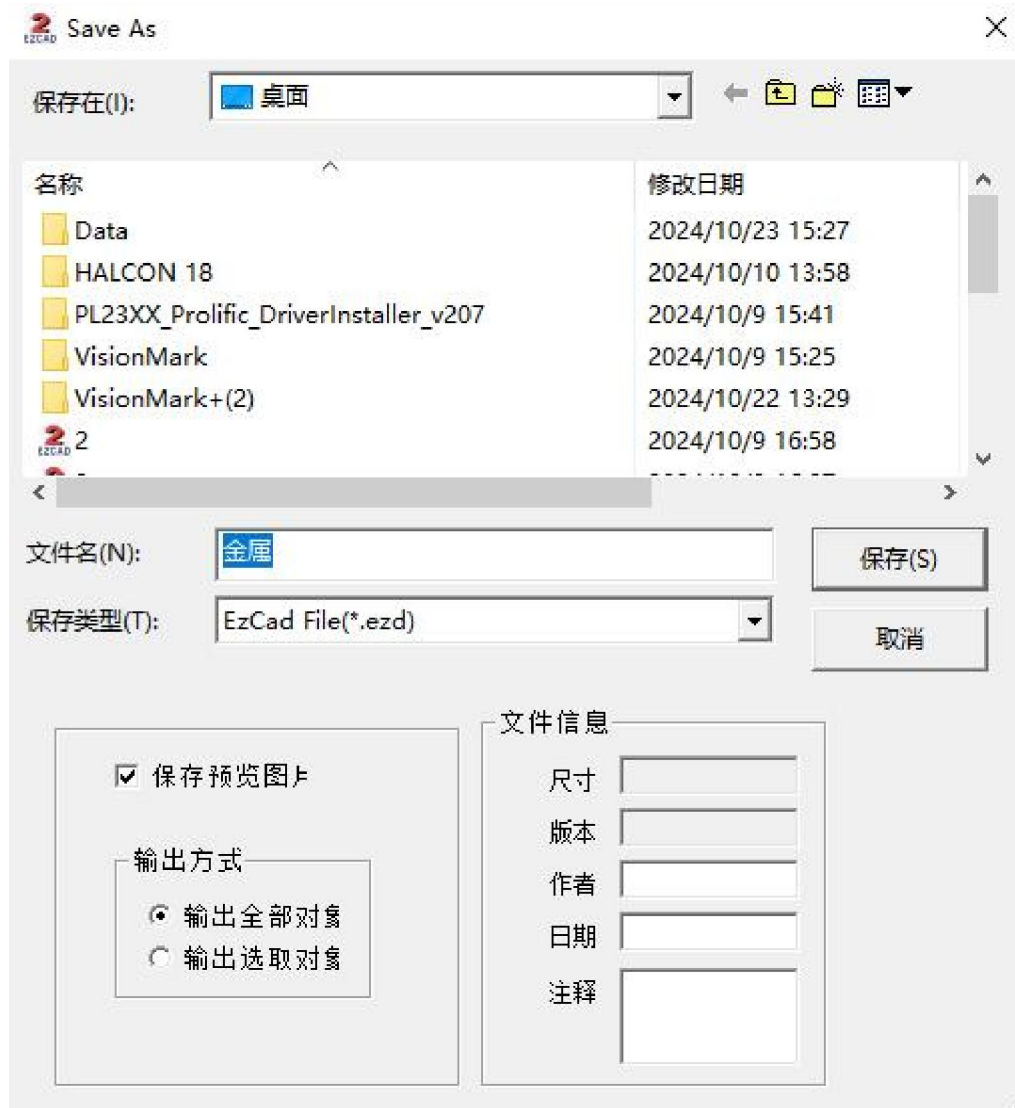 2 EZCAD Save As
保存在(I): 桌面
名称 修改日期
Data 2024/10/23 15:27
HALCON 18 2024/10/10 13:58
PL23XX_Prolific_DriverInstaller_v207 2024/10/9 15:41
VisionMark 2024/10/9 15:25
VisionMark+(2) 2024/10/22 13:29
2 EZCAD 2 2024/10/9 16:58
文件名(N): 金属 保存(S)
保存类型(T): EzCad File(*.ezd) 取消
保存预览图片
输出方式
输出全部对象
输出选取对象
文件信息
尺寸
版本
作者
日期
注释